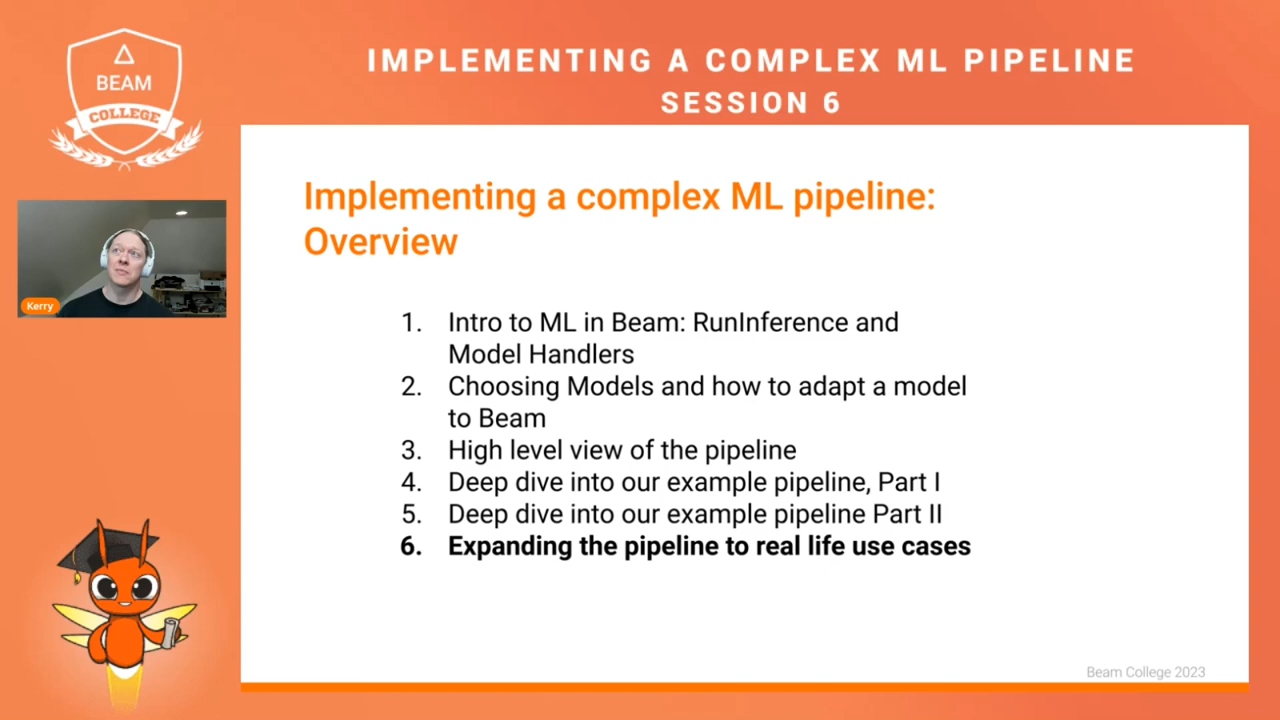 BEAM
COLLEGE
IMPLEMENTING A COMPLEX ML PIPELINE
SESSION 6
Kerry
Implementing a complex ML pipeline:
Overview
1. Intro to ML in Beam: RunInference and
Model Handlers
2. Choosing Models and how to adapt a model
to Beam
3. High level view of the pipeline
4. Deep dive into our example pipeline, Part I
5. Deep dive into our example pipeline Part II
6. Expanding the pipeline to real life use cases
Beam College 2023